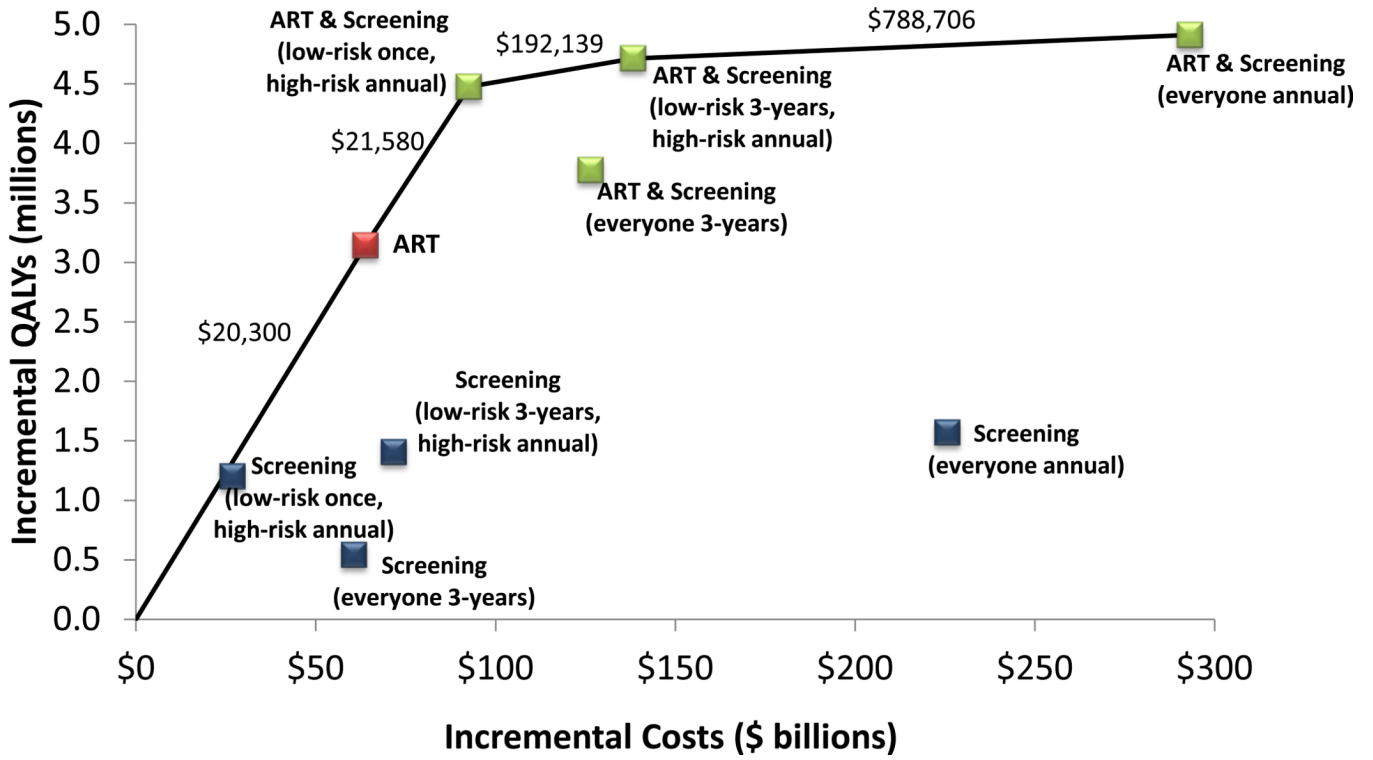 Incremental QALYs (millions)
5.0
4.5
4.0
3.5
3.0
2.5
2.0
1.5
1.0
0.5
0.0
ART & Screening
(low-risk once,
high-risk annual)
$192,139
$788,706
ART & Screening
(low-risk 3-years,
high-risk annual)
ART & Screening
(everyone annual)
$21,580
ART & Screening
(everyone 3-years)
ART
$20,300
Screening
(low-risk 3-years,
high-risk annual)
Screening
(everyone annual)
Screening
(low-risk once,
high-risk annual)
Screening
(everyone 3-years)
$0
$50
$100
$150
$200
$250
$300
Incremental Costs ($ billions)